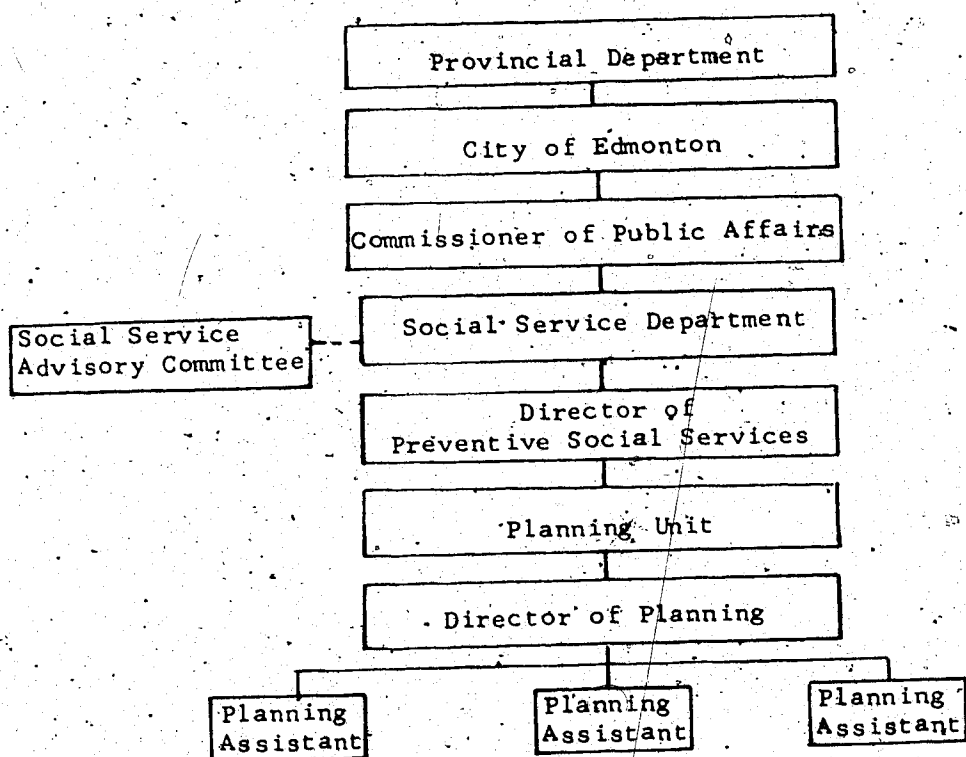 Provincial Department
City of Edmonton
Commissioner of Public Affairs
Social Service Department
Social Service
Advisory Committee
Director of
Preventive Social Services
Planning Unit
Director of Planning
Planning
Assistant
Planning
Assistant
Planning
Assistant